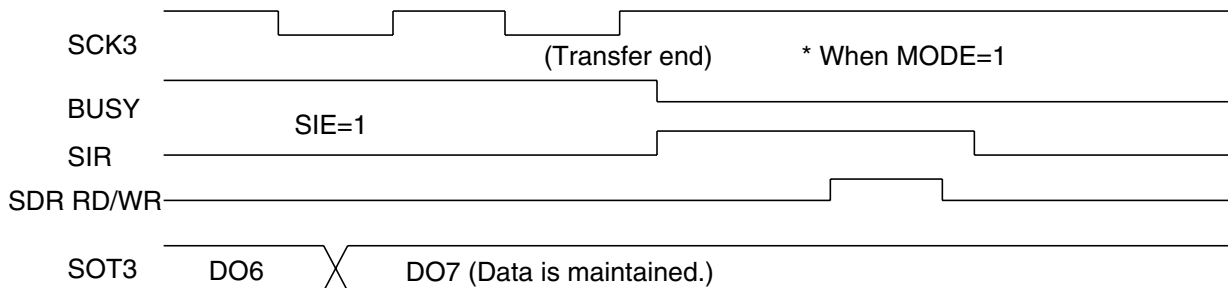 SCK3
(Transfer end) * When MODE=1
BUSY
SIE=1
SIR
SDR RD/WR
SOT3 DO6 DO7 (Data is maintained.)